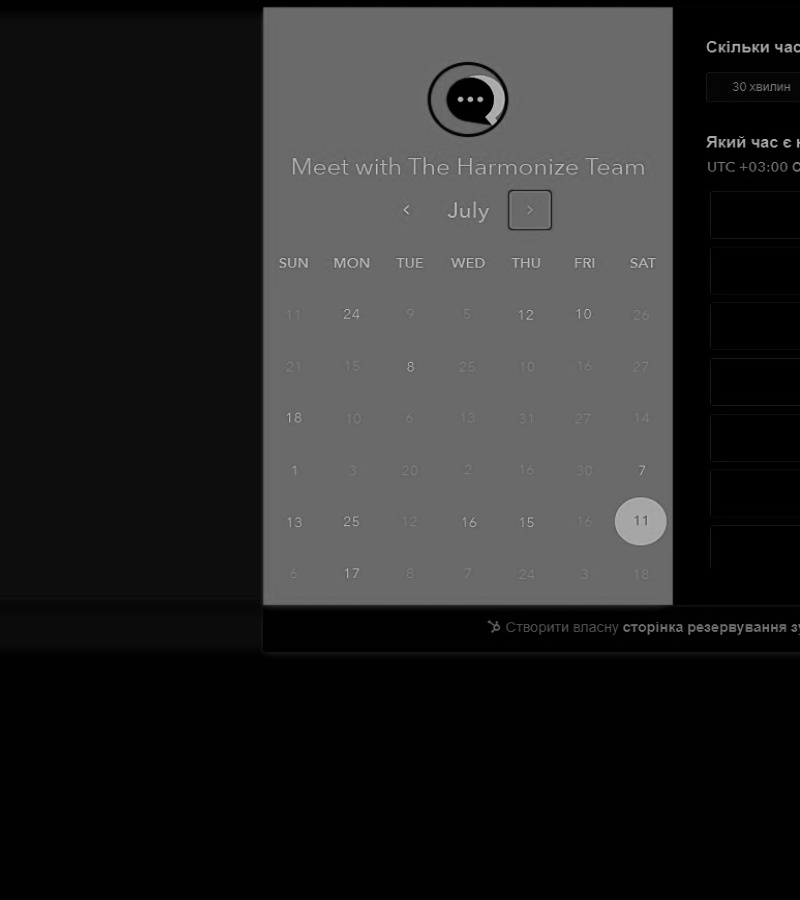 Meet with The Harmonize Team
July
SUN MON TUE WED THU FRI SAT
11 24 9 5 12 10 26
21 15 8 25 10 16 27
18 10 6 13 31 27 14
1 3 20 2 16 30 7
13 25 12 16 15 16 11
6 17 8 7 24 3 18
Скільки час
30 хвилин
Який час є
UTC +03:00
Створити власну сторінка резервування